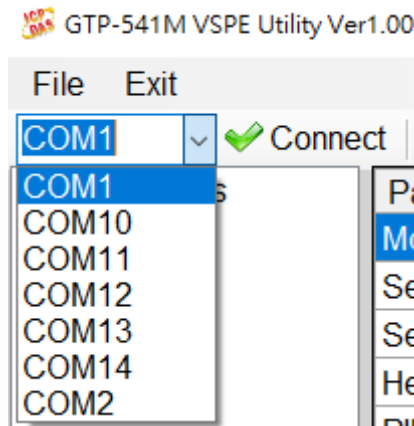 GTP-541M VSPE Utility Ver1.00
File Exit
COM1 Connect
COM1
COM10
COM11
COM12
COM13
COM14
COM2